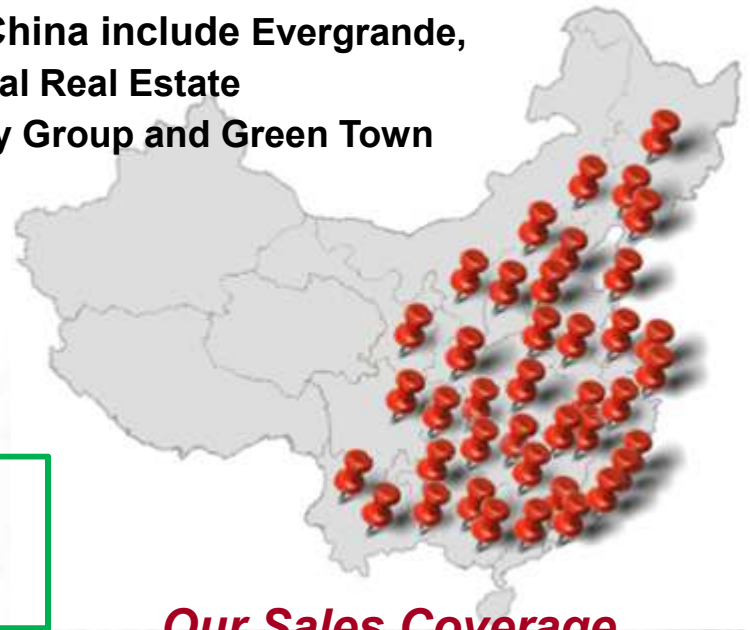 China include Evergrande,
al Real Estate
y Group and Green Town
Our Sales Coverage